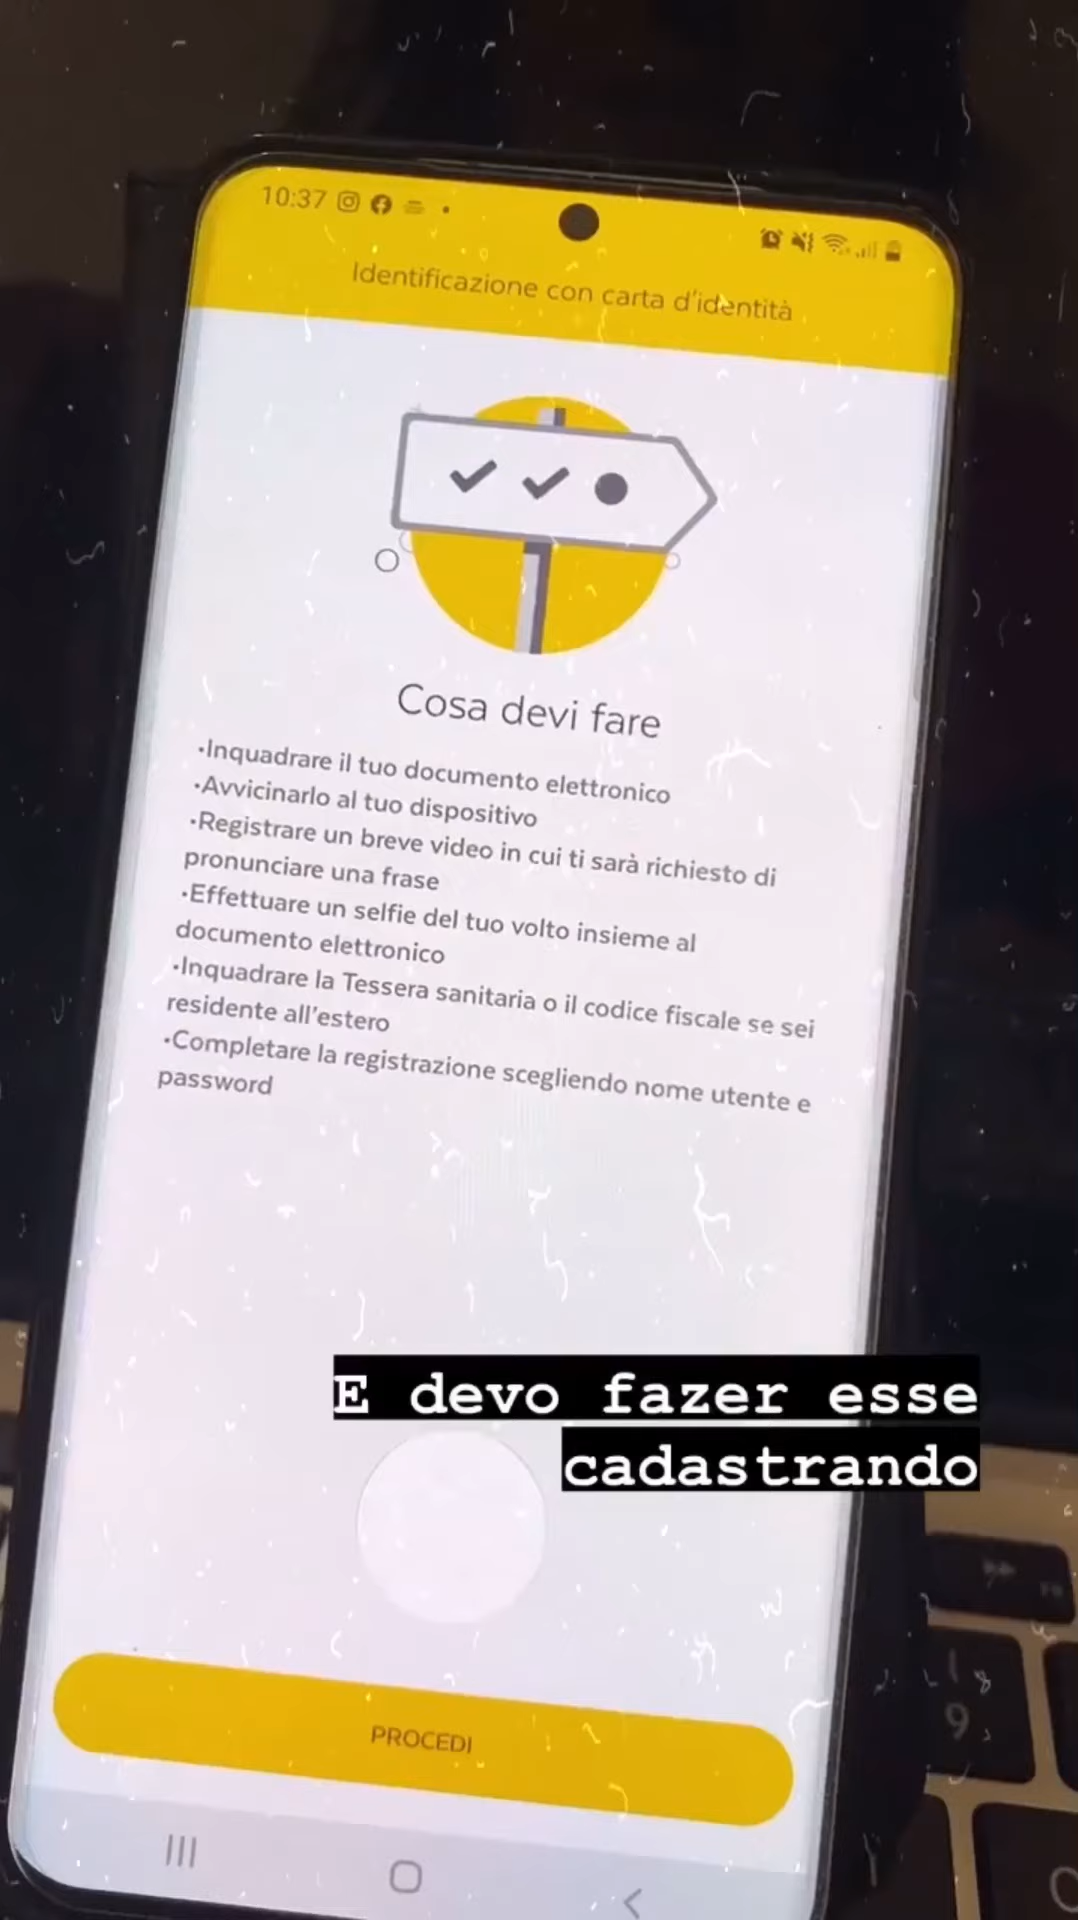 10:37
Identificazione con carta d'identità
Cosa devi fare
•Inquadrare il tuo documento elettronico
•Avvicinarlo al tuo dispositivo
•Registrare un breve video in cui ti sarà richiesto di
pronunciare una frase
•Effettuare un selfie del tuo volto insieme al
documento elettronico
•Inquadrare la Tessera sanitaria o il codice fiscale se sei
residente all'estero
•Completare la registrazione scegliendo nome utente e
password
E devo fazer esse
cadastrando
PROCEDI
9